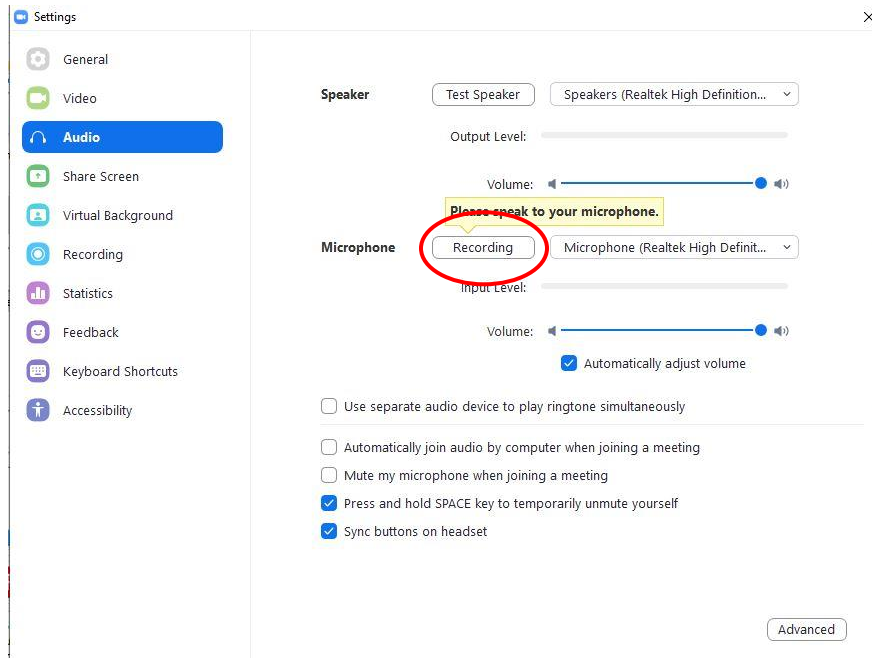 Settings
General
Video
Audio
Share Screen
Virtual Background
Recording
Statistics
Feedback
Keyboard Shortcuts
Accessibility
Speaker
Test Speaker
Speakers (Realtek High Definition...
Output Level:
Volume:
Please speak to your microphone.
Microphone
Recording
Microphone (Realtek High Definit...
Input Level:
Volume:
Automatically adjust volume
Use separate audio device to play ringtone simultaneously
Automatically join audio by computer when joining a meeting
Mute my microphone when joining a meeting
Press and hold SPACE key to temporarily unmute yourself
Sync buttons on headset
Advanced